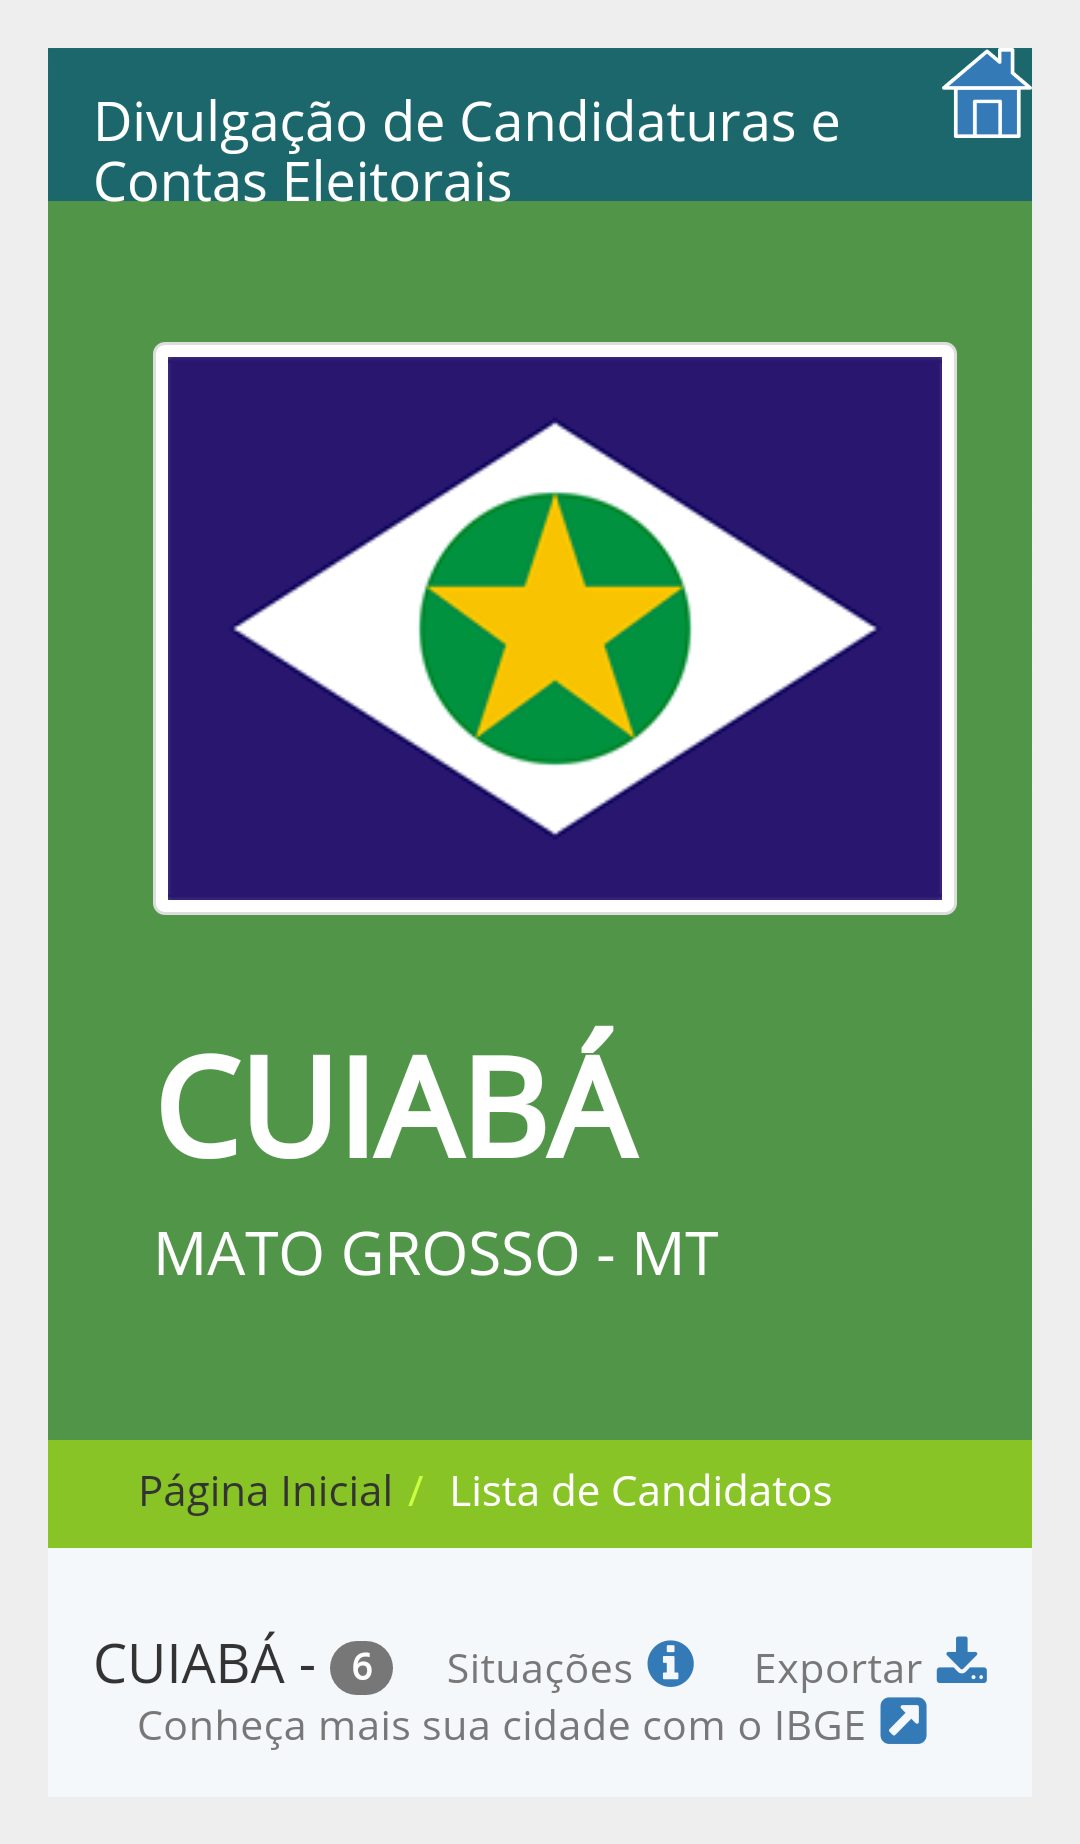 Divulgação de Candidaturas e
Contas Eleitorais
CUIABÁ
MATO GROSSO - MT
Página Inicial / Lista de Candidatos
CUIABÁ - 6 Situações Exportar
Conheça mais sua cidade com o IBGE